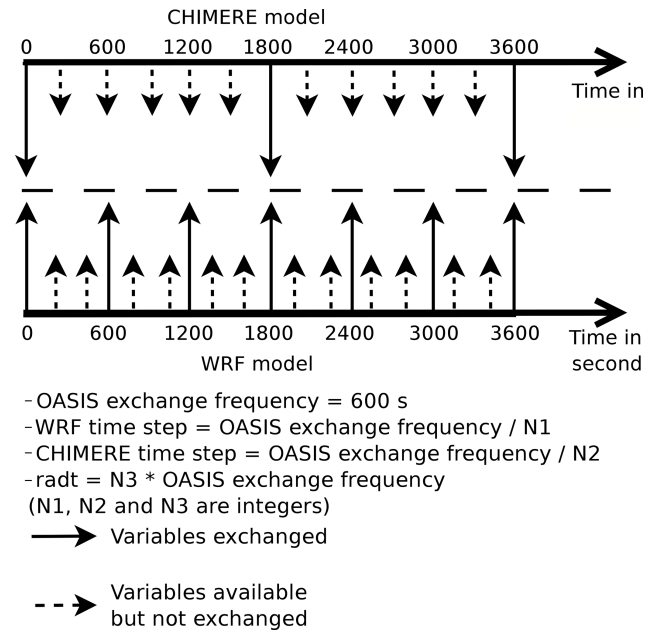 CHIMERE model
0 600 1200 1800 2400 3000 3600
Time in
0 600 1200 1800 2400 3000 3600
Time in
second
WRF model
-OASIS exchange frequency = 600 s
-WRF time step = OASIS exchange frequency / N1
-CHIMERE time step = OASIS exchange frequency / N2
-radt = N3 * OASIS exchange frequency
(N1, N2 and N3 are integers)
Variables exchanged
Variables available
but not exchanged